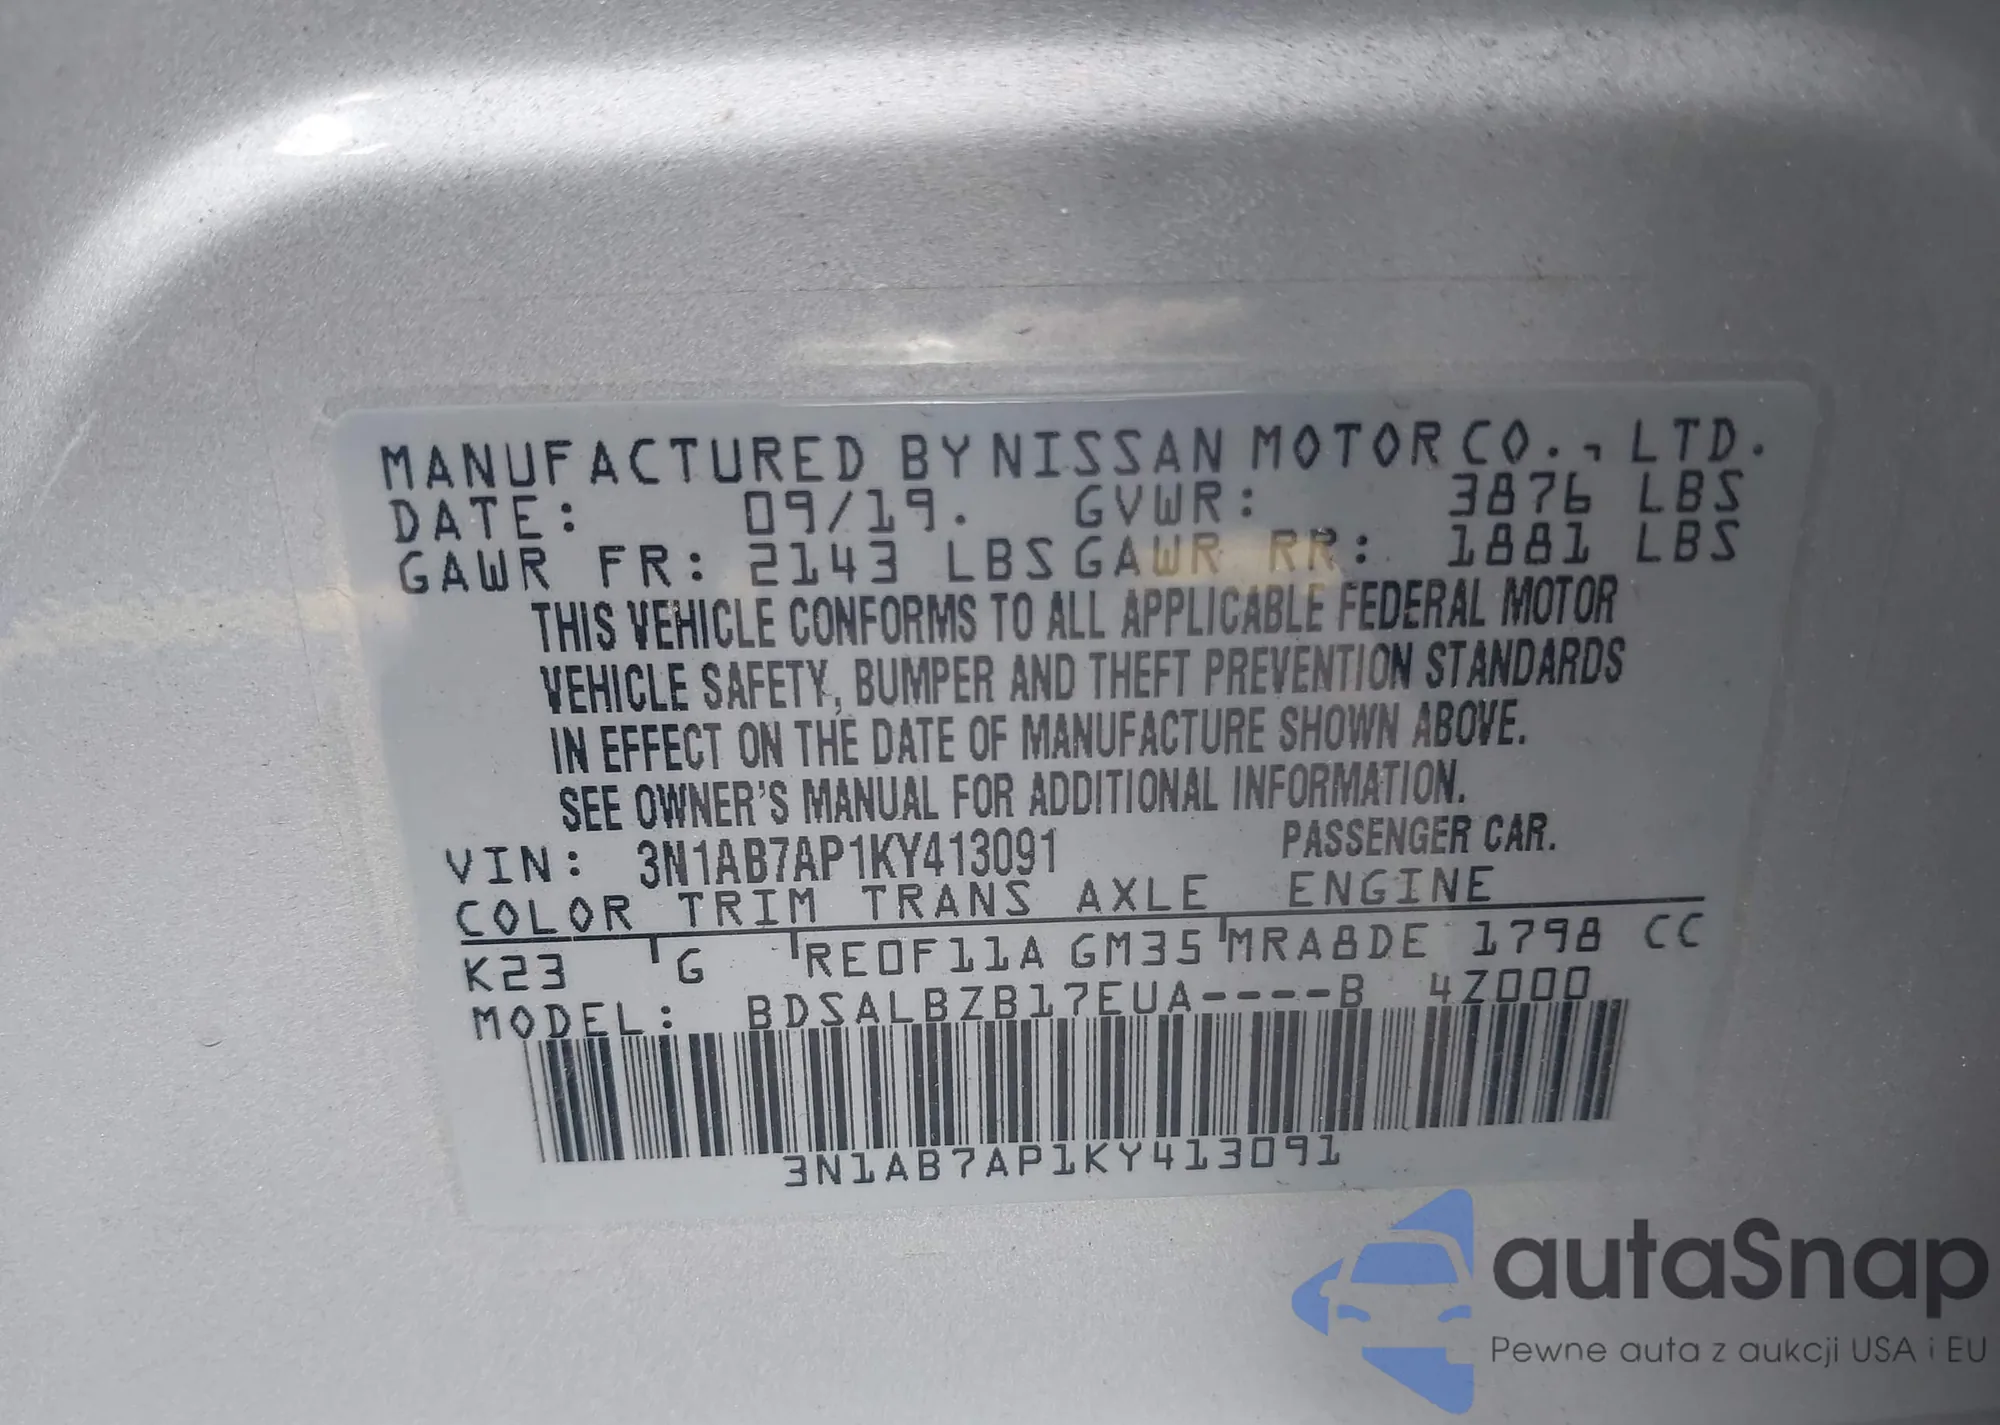 MANUFACTURED BY NISSAN MOTOR CO., LTD.
DATE: 09/19. GVWR: 3876 LBS
GAWR FR: 2143 LBS GAWR RR: 1881 LBS
THIS VEHICLE CONFORMS TO ALL APPLICABLE FEDERAL MOTOR
VEHICLE SAFETY, BUMPER AND THEFT PREVENTION STANDARDS
IN EFFECT ON THE DATE OF MANUFACTURE SHOWN ABOVE.
SEE OWNER'S MANUAL FOR ADDITIONAL INFORMATION.
VIN: 3N1AB7AP1KY413091 PASSENGER CAR.
COLOR TRIM TRANS AXLE ENGINE
K23 G RE0F11A GM35 MRA8DE 1798 CC
MODEL: BDSALBZB17EUA----B 4Z000
3N1AB7AP1KY413091
autaSnap
Pewne auta z aukcji USA i EU